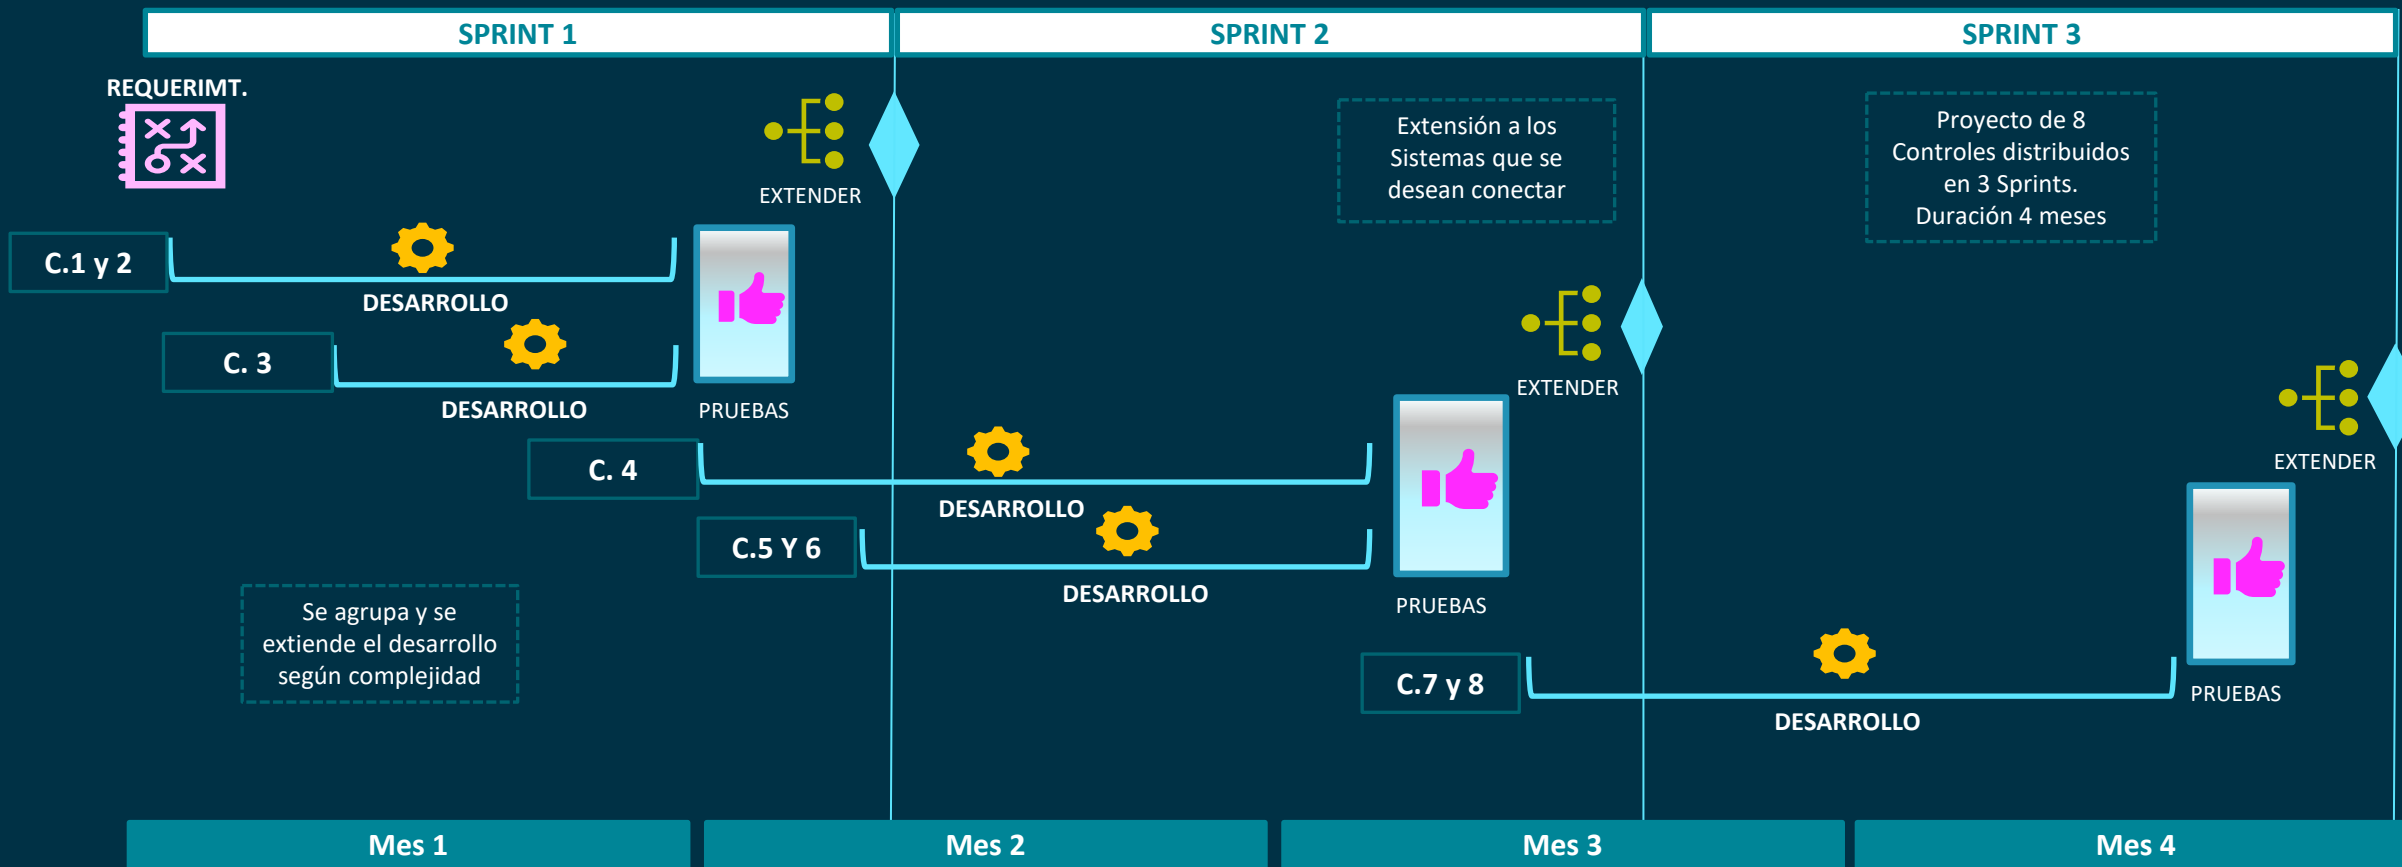 SPRINT 1
SPRINT 2
SPRINT 3
REQUERIMT.
EXTENDER
Extensión a los
Sistemas que se
desean conectar
Proyecto de 8
Controles distribuidos
en 3 Sprints.
Duración 4 meses
C.1 y 2
DESARROLLO
C. 3
DESARROLLO
PRUEBAS
EXTENDER
C. 4
DESARROLLO
EXTENDER
C.5 Y 6
DESARROLLO
PRUEBAS
Se agrupa y se
extiende el desarrollo
según complejidad
C.7 y 8
DESARROLLO
PRUEBAS
Mes 1
Mes 2
Mes 3
Mes 4